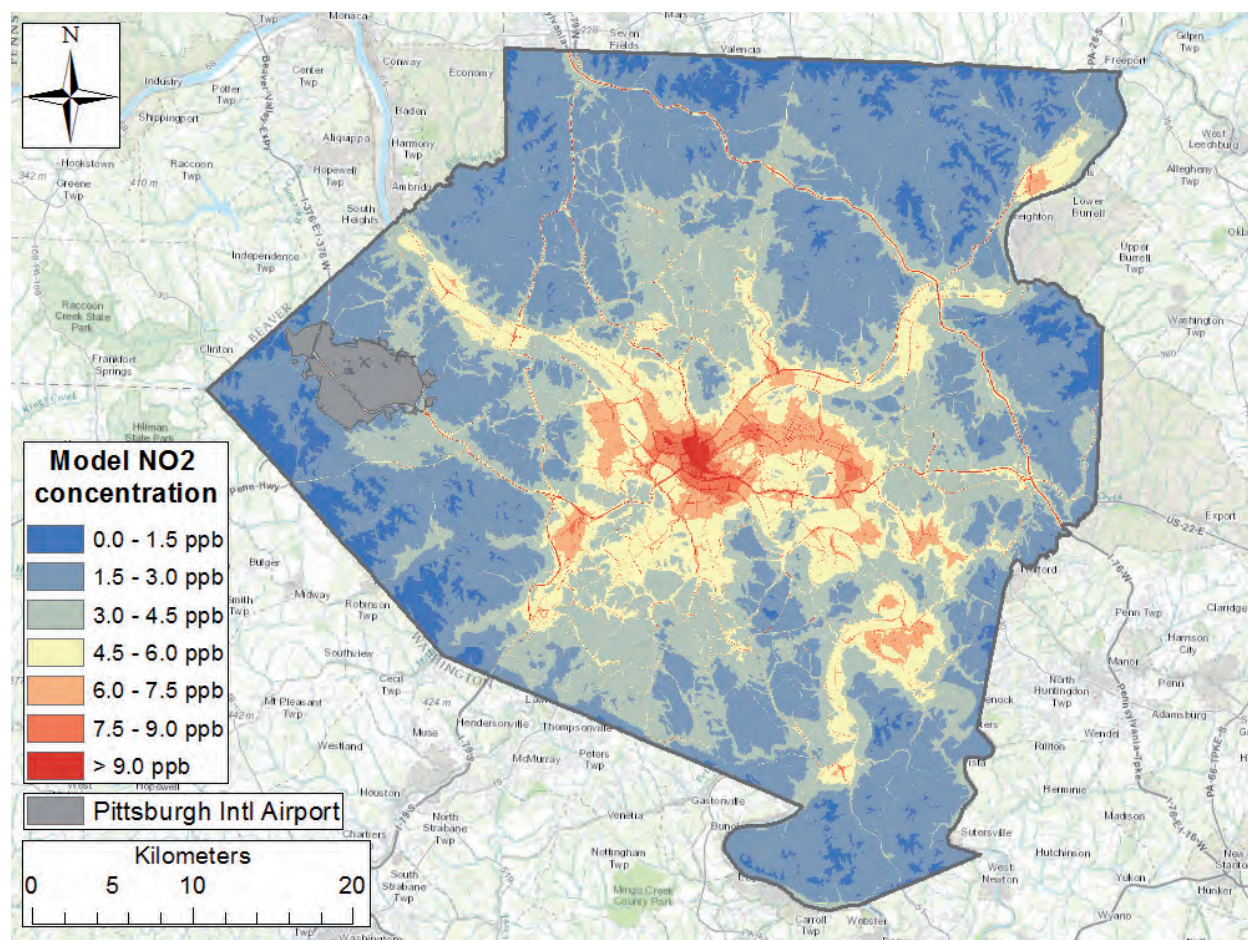 N
Model NO2
concentration
0.0 - 1.5 ppb
1.5 - 3.0 ppb
3.0 - 4.5 ppb
4.5 - 6.0 ppb
6.0 - 7.5 ppb
7.5 - 9.0 ppb
> 9.0 ppb
Pittsburgh Intl Airport
Kilometers
0 5 10 20
Monaca
Seven
Fields
Valencia
Gilpin
Twp
Freeport
Conway
Economy
Center
Twp
Industry
Potter
Twp
Shippingport
Baden
Aliquippa
Harmony
Twp
West
Leechburg
Hookstown
Raccoon
Twp
Hopewell
Twp
Allegheny
Twp
342 m
Greene
Twp
410 m
South
Heights
Lower
Burrell
Independence
Twp
Upper
Burrell
Twp
Raccoon
Creek State
Park
BEAVER
Washington
Twp
Clinton
Frankfort
Springs
Hillman
State Park
Export
US-22-E
Bulger
Midway
Robinson
Twp
I-76-W
Penn Twp
Claridge
WASHINGTON
Harrison
City
Southview
Cecil
Twp
Manor
Penn
Mt Pleasant
Twp
424 m
North
Huntingdon
Twp
Adamsburg
Muse
Hendersonville
Thompsonville
Wendel
Westland
McMurray
Peters
Twp
Rillton
Houston
I-79-S
Herminie
Gastonville
Madison
North
Strabane
Twp
Venetia
Sutersville
Nottingham
Twp
Hutchinson
West
Newton
South
Strabane
Twp
Mingo Creek
County Park
Yukon
Hunker
Carroll
Twp
Webster
Wyano